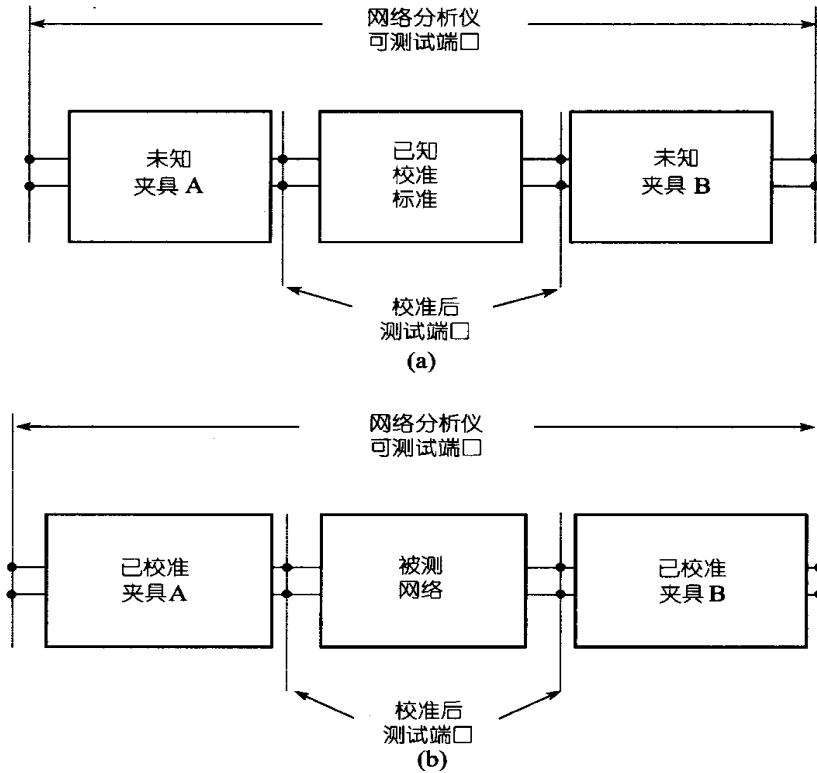 网络分析仪
可测试端口
未知
夹具 A
已知
校准
标准
未知
夹具 B
校准后
测试端口
(a)
网络分析仪
可测试端口
已校准
夹具A
被测
网络
已校准
夹具B
校准后
测试端口
(b)